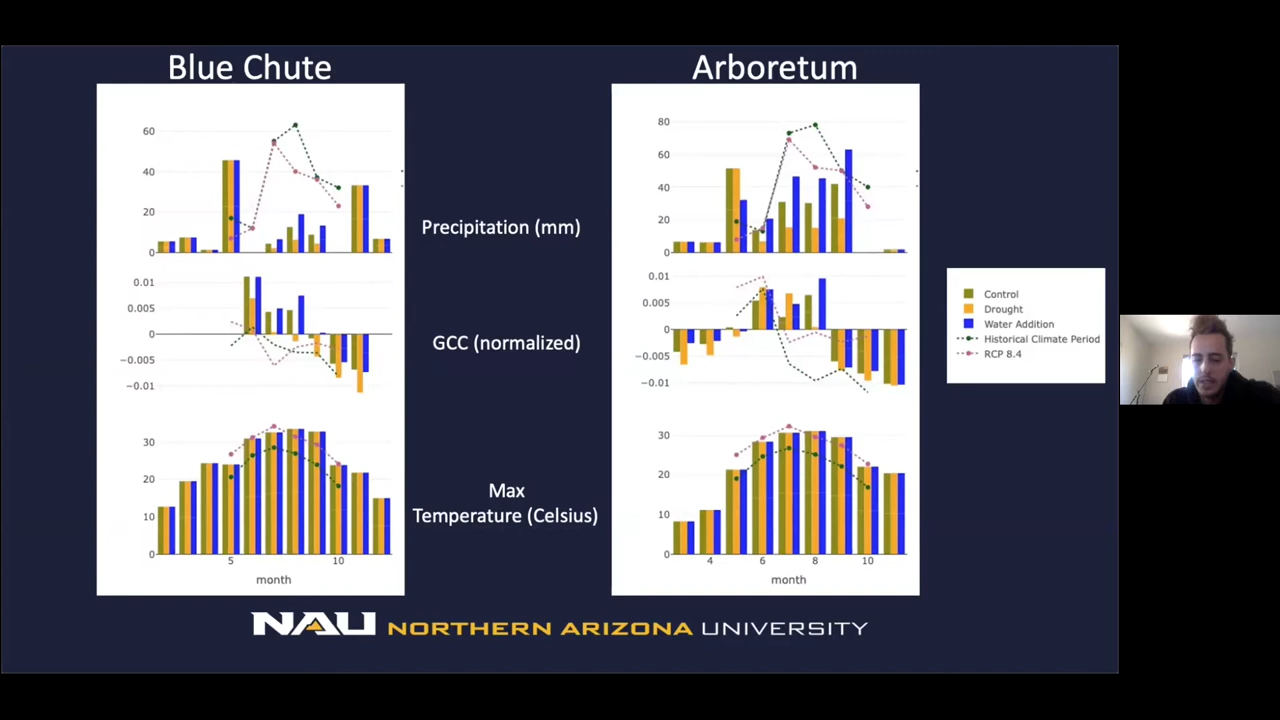 Blue Chute
Arboretum
60
40
20
0
0.01
0.005
0
−0.005
−0.01
30
20
10
0
5
10
month
Precipitation (mm)
GCC (normalized)
Max
Temperature (Celsius)
80
60
40
20
0
0.01
0.005
0
−0.005
−0.01
30
20
10
0
4
6
8
10
month
Control
Drought
Water Addition
Historical Climate Period
RCP 8.4
NAU NORTHERN ARIZONA UNIVERSITY